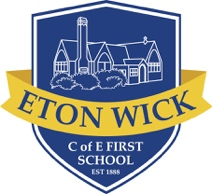 ETON WICK
C of E FIRST
SCHOOL
EST 1888